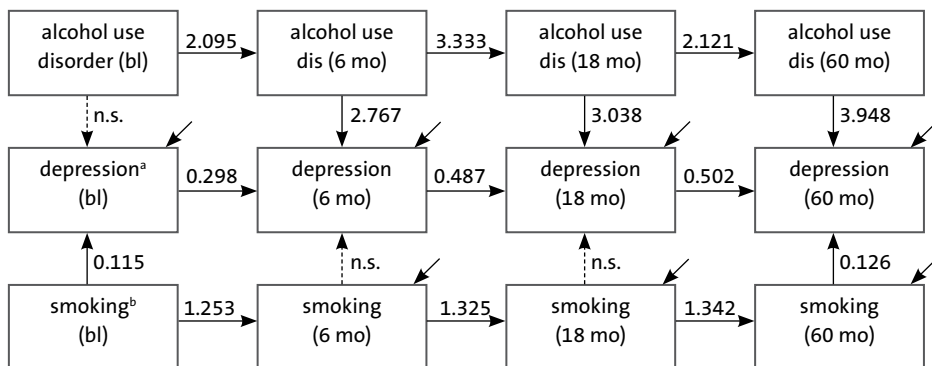 alcohol use
disorder (bl)
2.095
alcohol use
dis (6 mo)
3.333
alcohol use
dis (18 mo)
2.121
alcohol use
dis (60 mo)
n.s.
2.767
3.038
3.948
depressionᵃ
(bl)
0.298
depression
(6 mo)
0.487
depression
(18 mo)
0.502
depression
(60 mo)
0.115
n.s.
n.s.
0.126
smokingᵇ
(bl)
1.253
smoking
(6 mo)
1.325
smoking
(18 mo)
1.342
smoking
(60 mo)